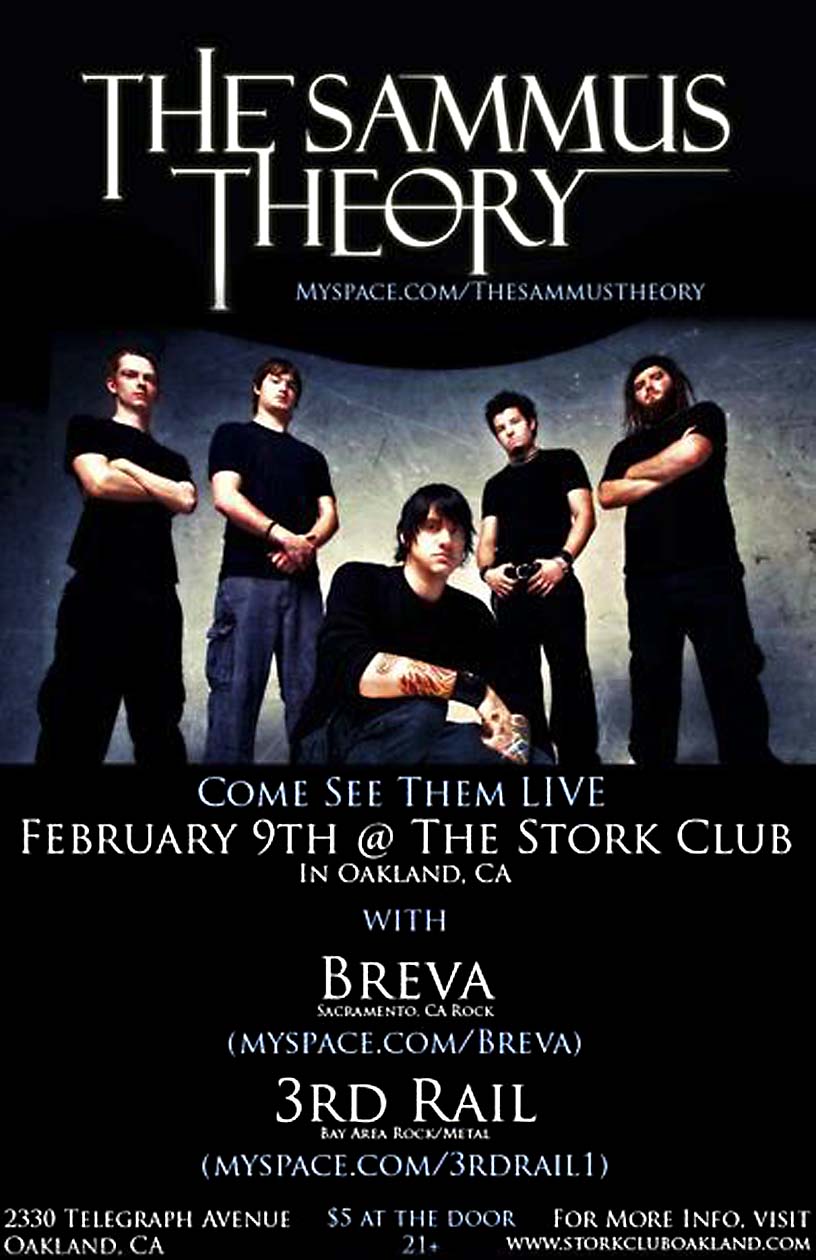 THE SAMMUS
THEORY
MYSPACE.COM/THESAMMUSTHEORY
COME SEE THEM LIVE
FEBRUARY 9TH @ THE STORK CLUB
IN OAKLAND, CA
WITH
BREVA
SACRAMENTO, CA ROCK
(MYSPACE.COM/BREVA)
3RD RAIL
BAY AREA ROCK/METAL
(MYSPACE.COM/3RDRAIL1)
2330 TELEGRAPH AVENUE
OAKLAND, CA
$5 AT THE DOOR
21+
FOR MORE INFO, VISIT
WWW.STORKCLUBOAKLAND.COM